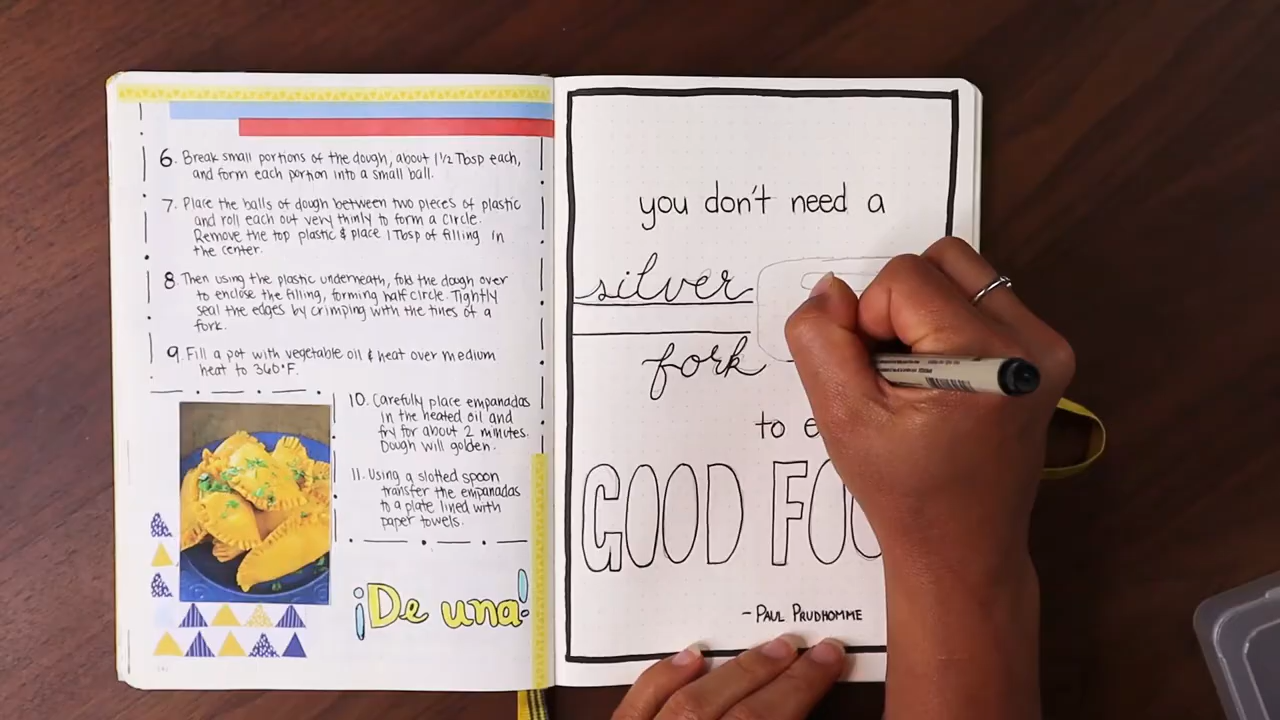 6. Break small portions of the dough, about 1 1/2 Tbsp each,
and form each portion into a small ball.
7. Place the balls of dough between two pieces of plastic
and roll each out very thinly to form a circle.
Remove the top plastic & place 1 Tbsp of filling in
the center.
8. Then using the plastic underneath, fold the dough over
to enclose the filling, forming half circle. Tightly
seal the edges by crimping with the tines of a
fork.
9. Fill a pot with vegetable oil & heat over medium
heat to 360°F.
10. Carefully place empanadas
in the heated oil and
fry for about 2 minutes.
Dough will golden.
11. Using a slotted spoon
transfer the empanadas
to a plate lined with
paper towels.
¡De una!
you don't need a
silver
fork
to
GOOD
- PAUL PRUDHOMME